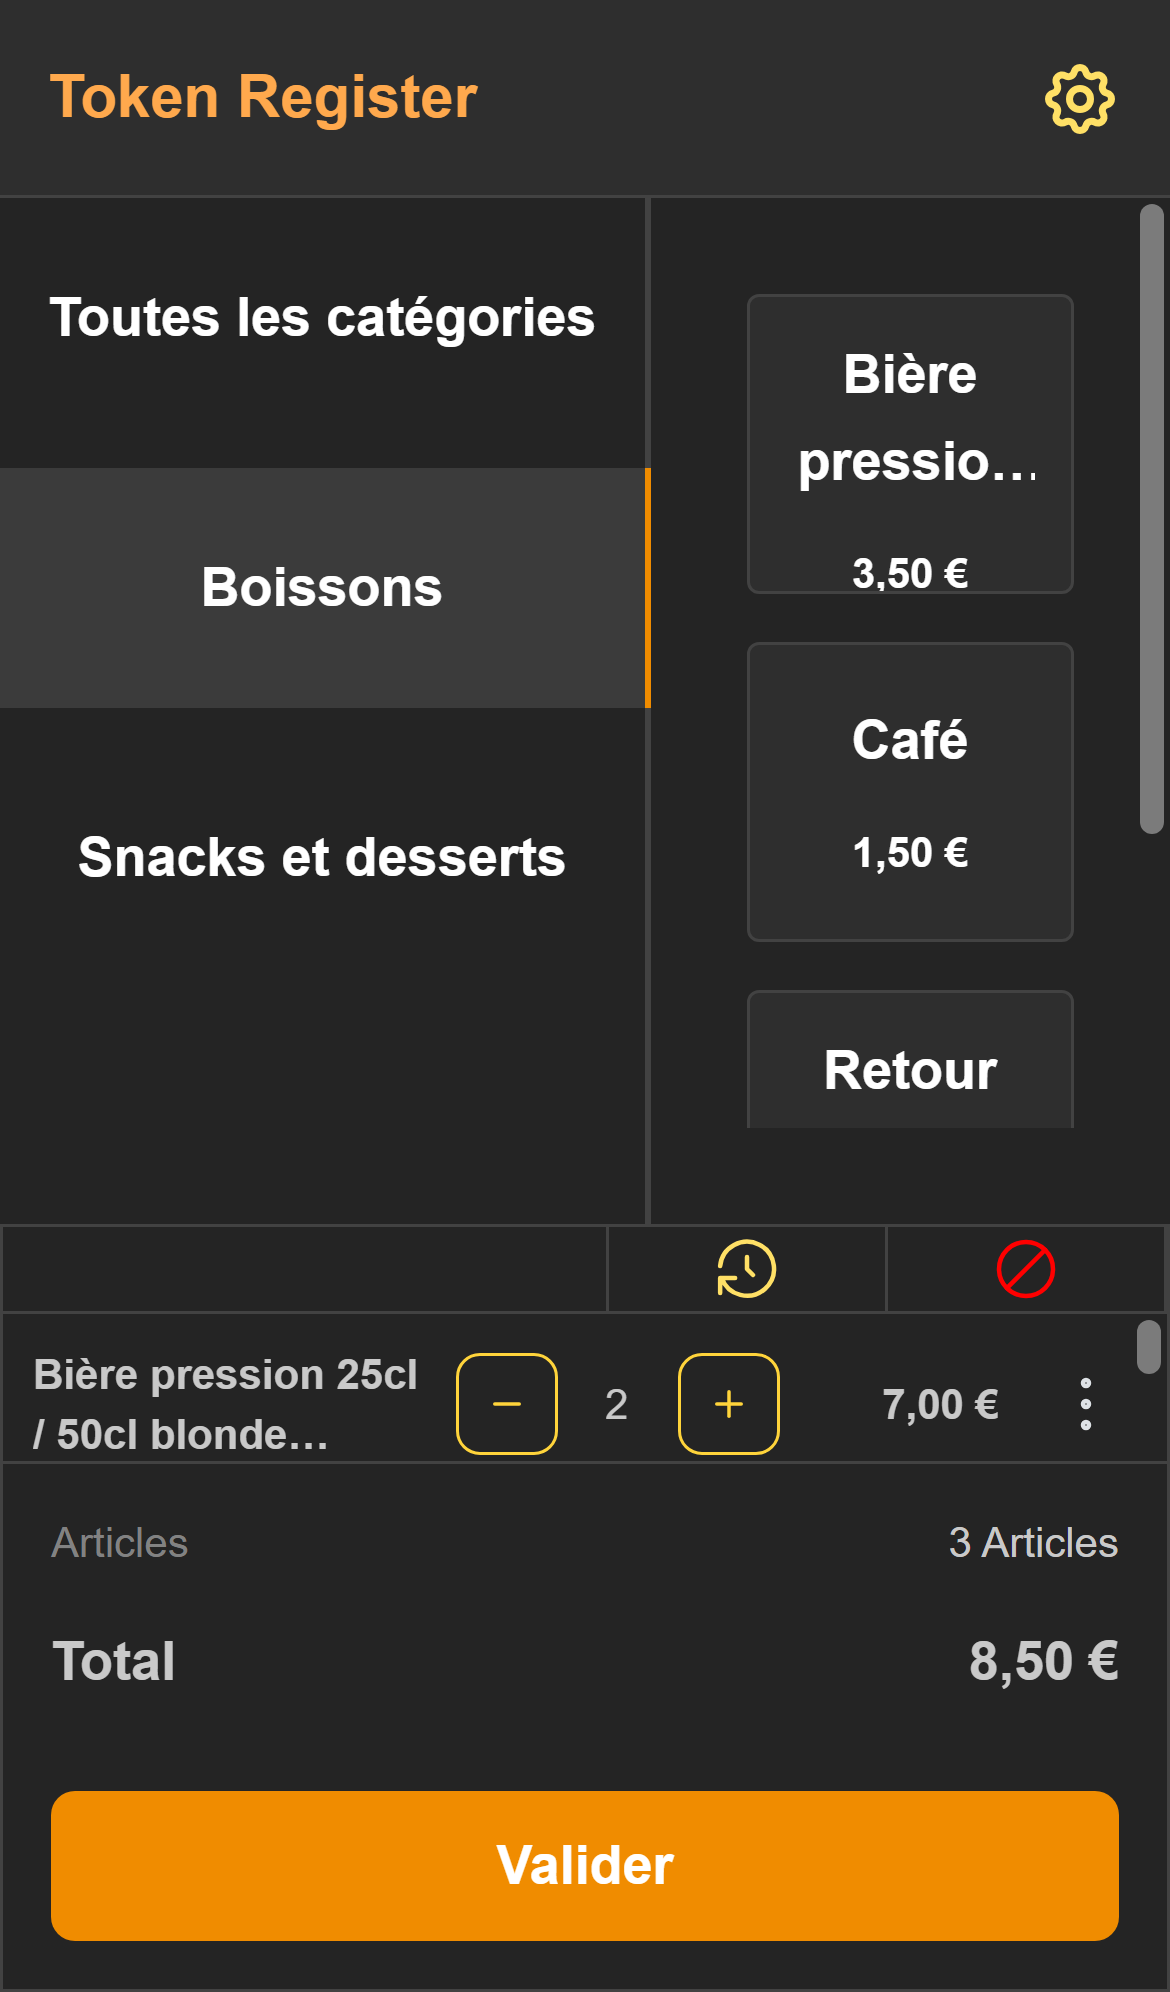 Token Register
Toutes les catégories
Boissons
Snacks et desserts
Bière
pressio…
3,50 €
Café
1,50 €
Retour
Bière pression 25cl
/ 50cl blonde…
2
7,00 €
Articles
3 Articles
Total
8,50 €
Valider